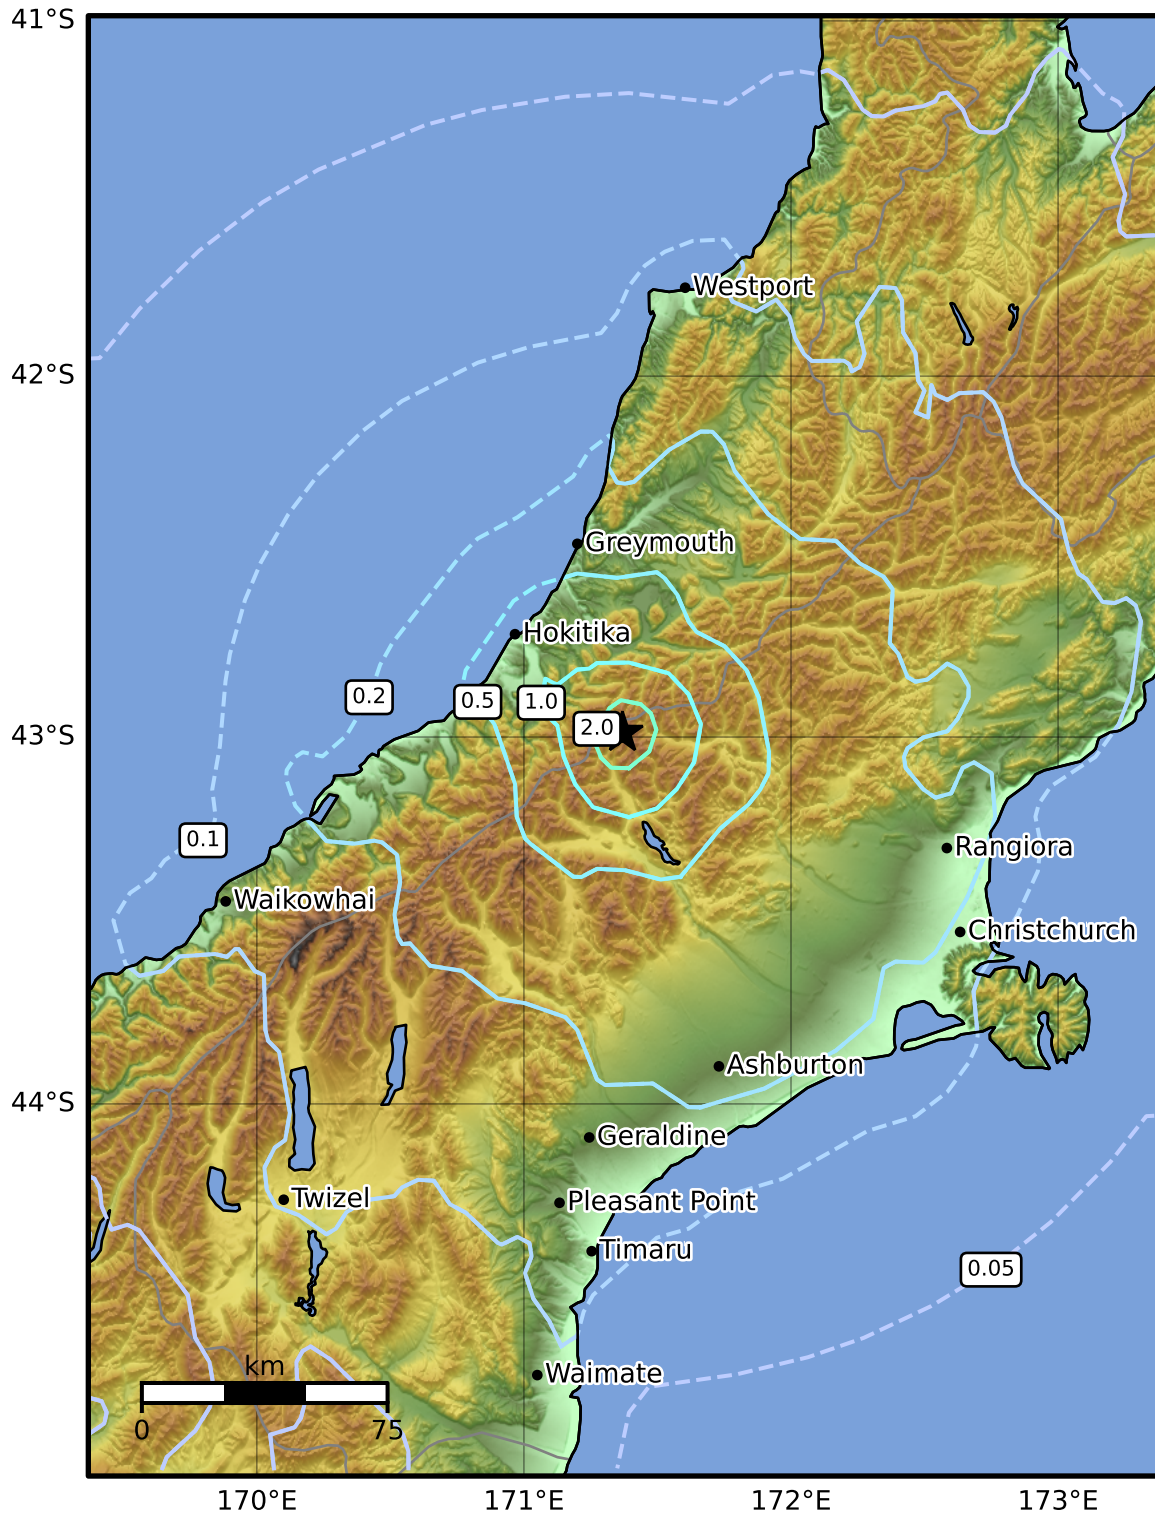 41°S
Westport
42°S
Greymouth
Hokitika
0.2
0.5
1.0
2.0
43°S
0.1
Rangiora
Waikowhai
Christchurch
Ashburton
44°S
Geraldine
Twizel
Pleasant Point
Timaru
0.05
km
Waimate
0
75
170°E
171°E
172°E
173°E